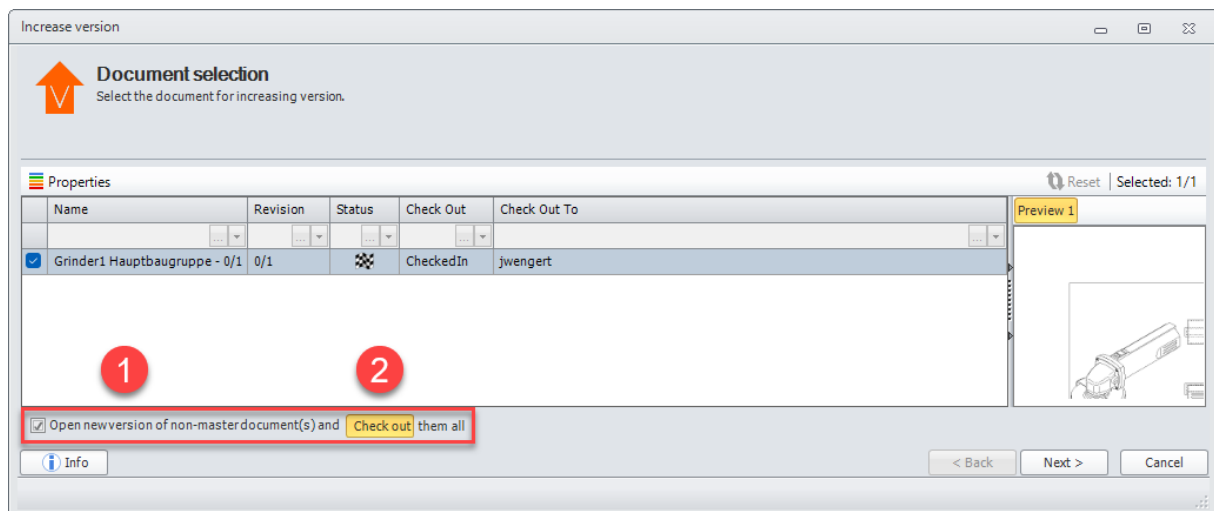 Increase version
Document selection
Select the document for increasing version.
Properties
Reset
Selected: 1/1
Name Revision Status Check Out Check Out To
Preview 1
Grinder1 Hauptbaugruppe - 0/1 0/1 CheckedIn jwengert
1
2
Open new version of non-master document(s) and Check out them all
Info
< Back
Next >
Cancel